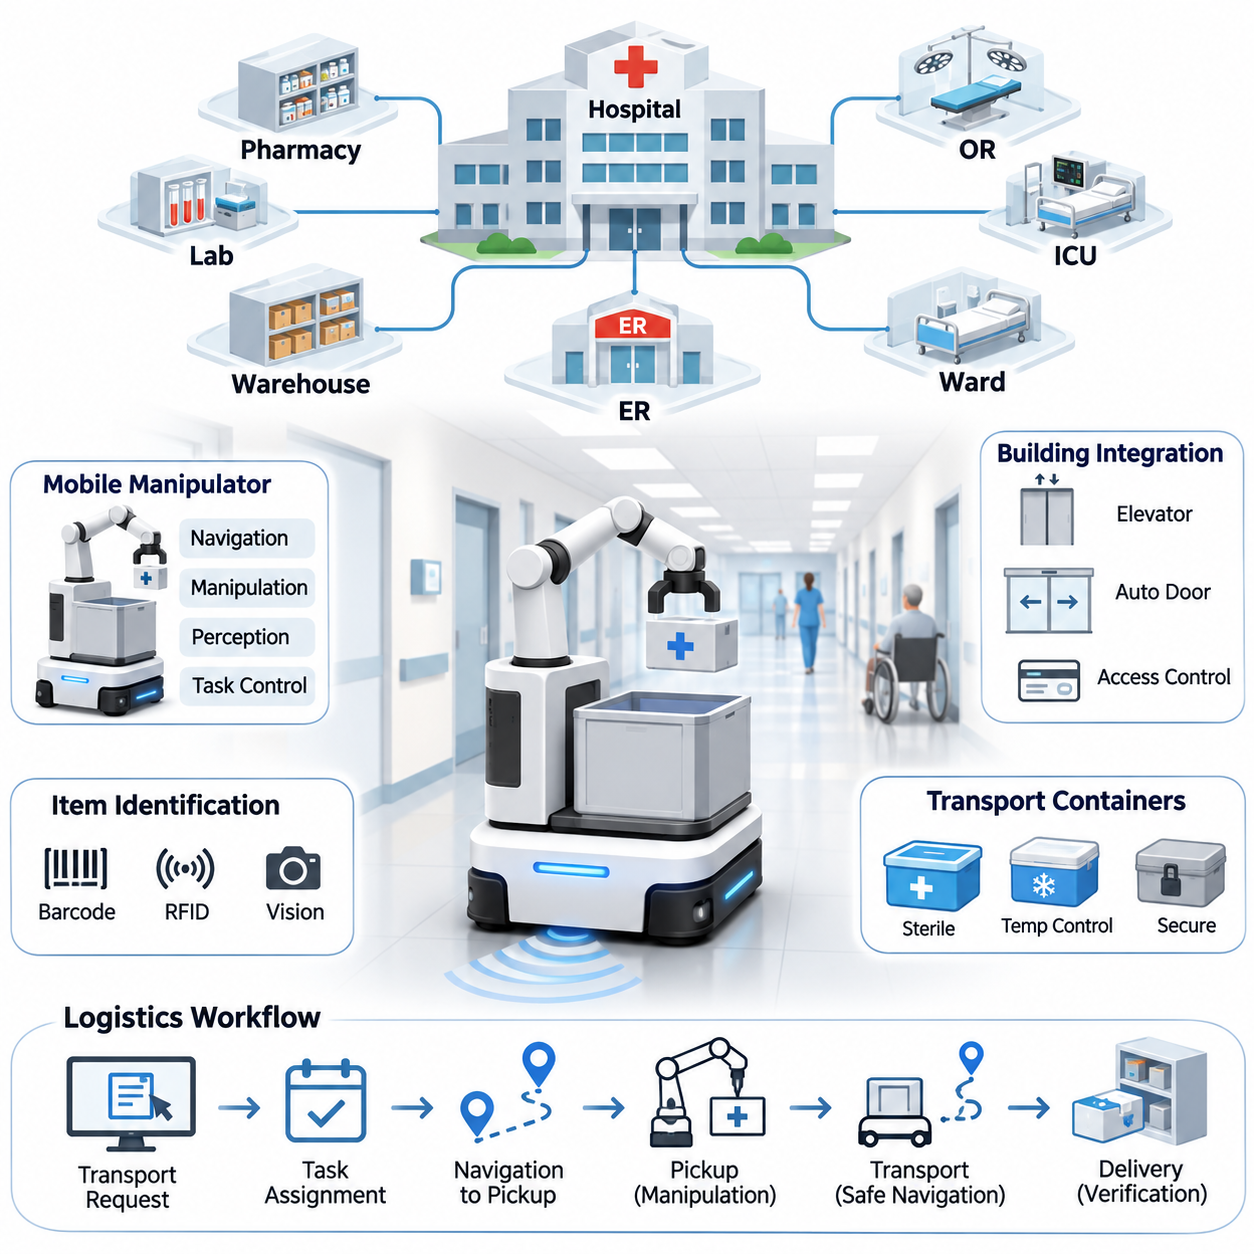 Hospital
Pharmacy
OR
Lab
ICU
Warehouse
ER
ER
Ward
Mobile Manipulator
Navigation
Manipulation
Perception
Task Control
Building Integration
Elevator
Auto Door
Access Control
Item Identification
Barcode
RFID
Vision
Transport Containers
Sterile
Temp Control
Secure
Logistics Workflow
Transport
Request
Task
Assignment
Navigation
to Pickup
Pickup
(Manipulation)
Transport
(Safe Navigation)
Delivery
(Verification)